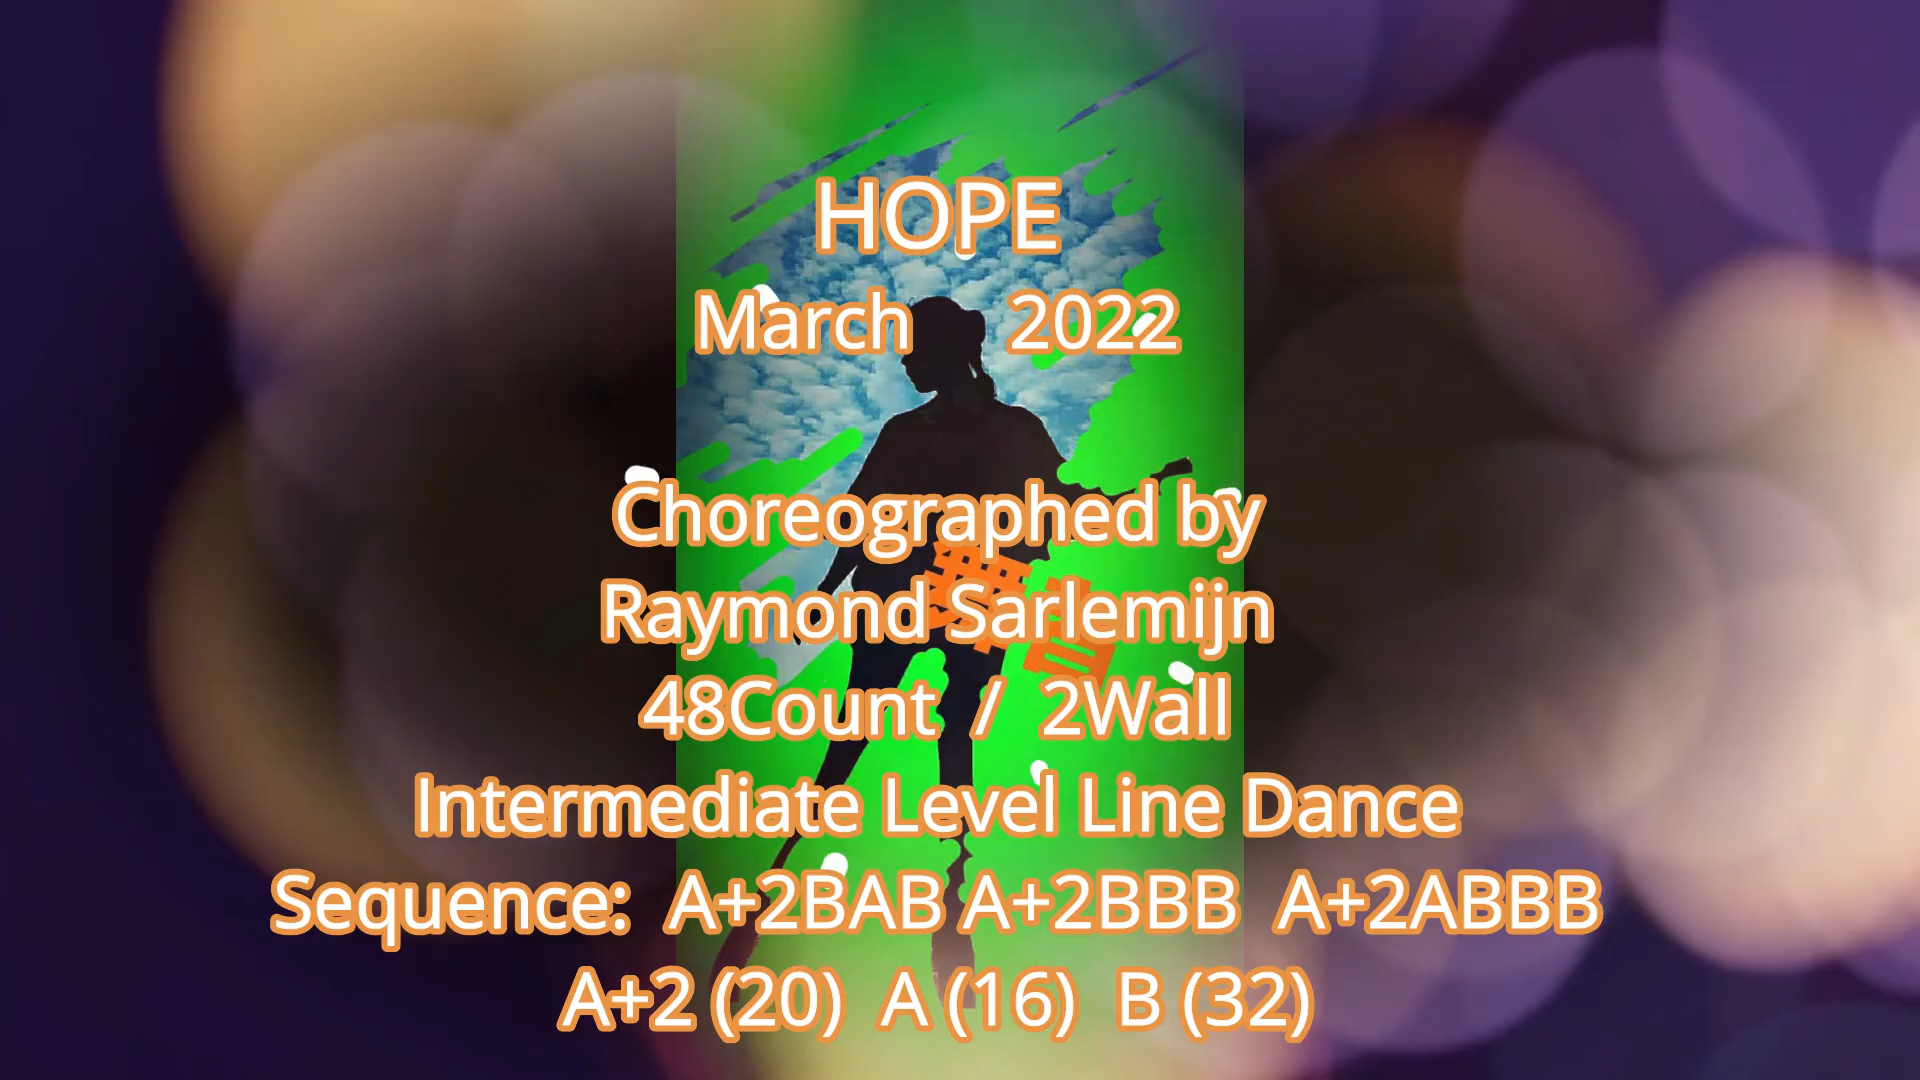 HOPE
March 2022
Choreographed by
Raymond Sarlemijn
48Count / 2Wall
Intermediate Level Line Dance
Sequence: A+2BAB A+2BBB A+2ABBB
A+2 (20) A (16) B (32)